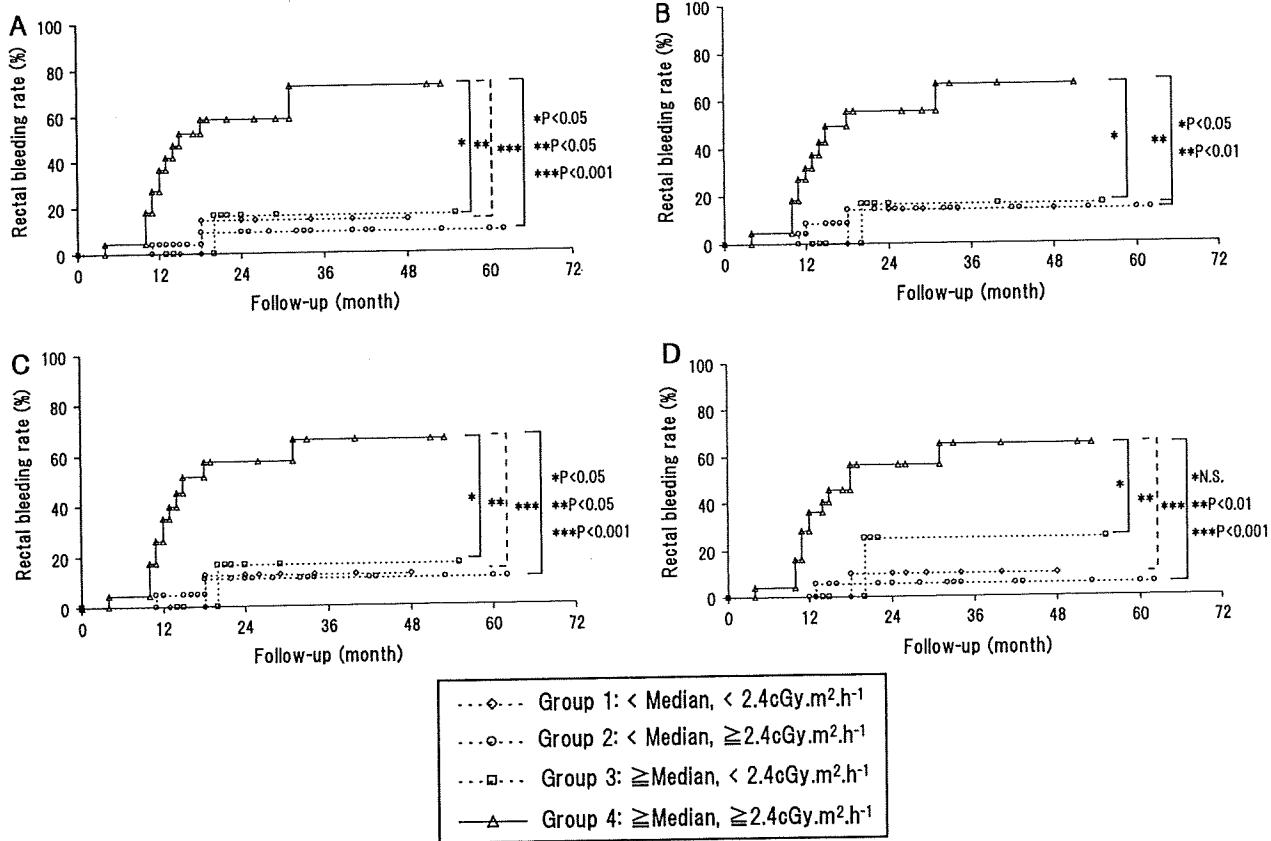 A
Rectal bleeding rate (%)
100
80
60
40
20
0
0 12 24 36 48 60 72
Follow-up (month)
* ** ***
*P<0.05
**P<0.05
***P<0.001
B
Rectal bleeding rate (%)
100
80
60
40
20
0
0 12 24 36 48 60 72
Follow-up (month)
* **
*P<0.05
**P<0.01
C
Rectal bleeding rate (%)
100
80
60
40
20
0
0 12 24 36 48 60 72
Follow-up (month)
* ** ***
*P<0.05
**P<0.05
***P<0.001
D
Rectal bleeding rate (%)
100
80
60
40
20
0
0 12 24 36 48 60 72
Follow-up (month)
* ** ***
*N.S.
**P<0.01
***P<0.001
Group 1: < Median, < 2.4cGy.m².h⁻¹
Group 2: < Median, ≧2.4cGy.m².h⁻¹
Group 3: ≧Median, < 2.4cGy.m².h⁻¹
Group 4: ≧Median, ≧2.4cGy.m².h⁻¹